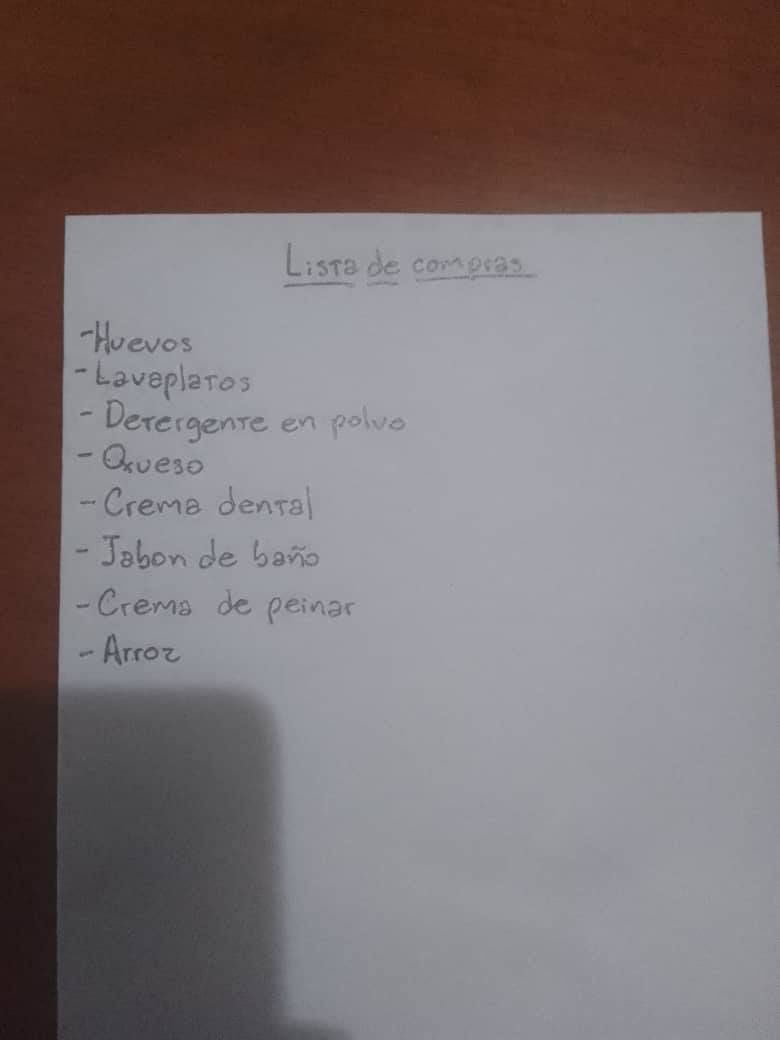 Lista de compras
- Huevos
- Lavaplatos
- Detergente en polvo
- Queso
- Crema dental
- Jabon de baño
- Crema de peinar
- Arroz